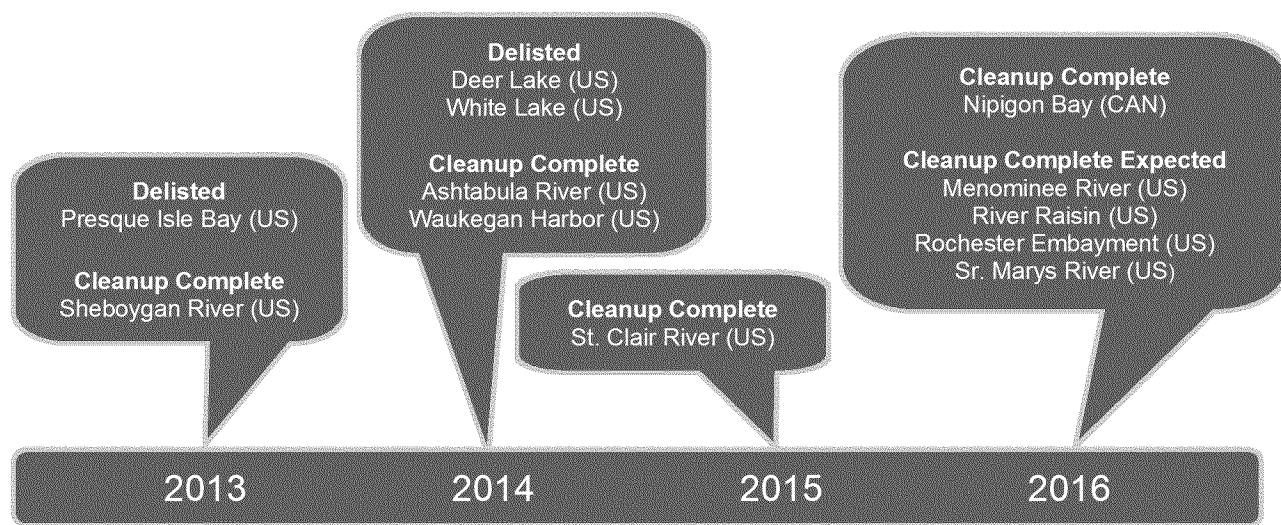 Delisted
Presque Isle Bay (US)
Cleanup Complete
Sheboygan River (US)
Delisted
Deer Lake (US)
White Lake (US)
Cleanup Complete
Ashtabula River (US)
Waukegan Harbor (US)
Cleanup Complete
St. Clair River (US)
Cleanup Complete
Nipigon Bay (CAN)
Cleanup Complete Expected
Menominee River (US)
River Raisin (US)
Rochester Embayment (US)
Sr. Marys River (US)
2013 2014 2015 2016